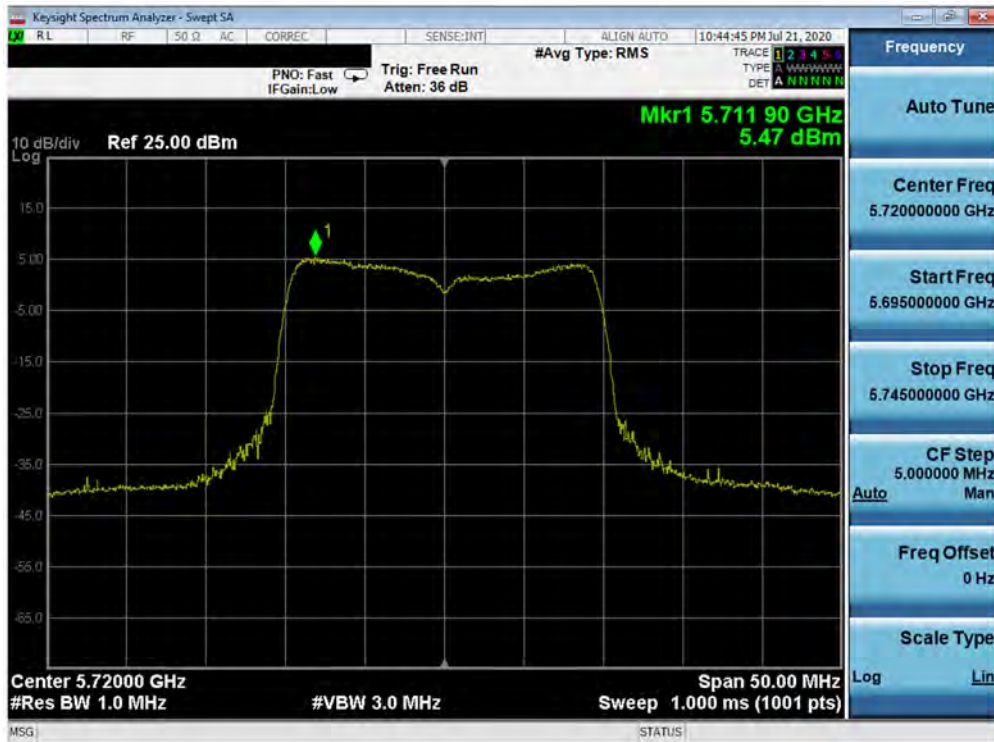 Keysight Spectrum Analyzer - Swept SA
LXI RL RF 50 Ω AC CORREC SENSE:INT ALIGN AUTO 10:44:45 PM Jul 21, 2020
#Avg Type: RMS TRACE 1 2 3 4 5 6
PNO: Fast Trig: Free Run TYPE A WWWWW
IFGain:Low Atten: 36 dB DET A N N N N N
Mkr1 5.711 90 GHz
10 dB/div Ref 25.00 dBm 5.47 dBm
Log
15.0
1
5.00
-5.00
-15.0
-25.0
-35.0
-45.0
-55.0
-65.0
Center 5.72000 GHz Span 50.00 MHz
#Res BW 1.0 MHz #VBW 3.0 MHz Sweep 1.000 ms (1001 pts)
MSG STATUS
Frequency
Auto Tune
Center Freq
5.720000000 GHz
Start Freq
5.695000000 GHz
Stop Freq
5.745000000 GHz
CF Step
5.000000 MHz
Auto Man
Freq Offset
0 Hz
Scale Type
Log Lin